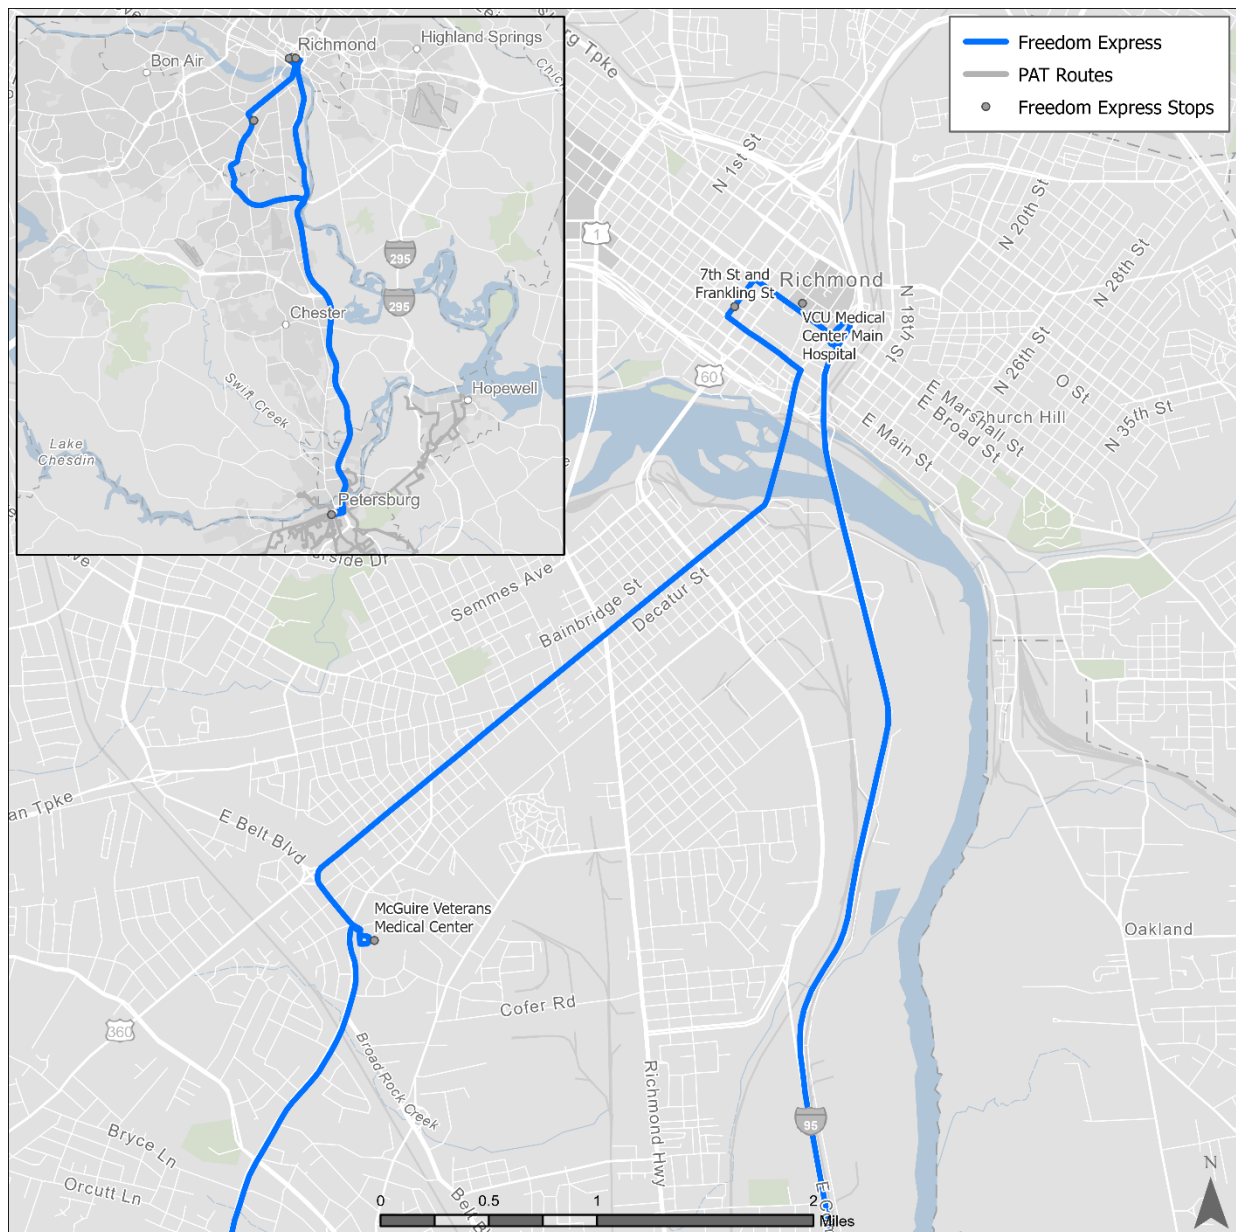 Richmond
Highland Springs
Bon Air
295
295
Chester
Swift Creek
Hopewell
Lake
Chesdin
Petersburg
Freedom Express
PAT Routes
Freedom Express Stops
Tpke
N 1st St
1
N 20th St
N 28th St
7th St and
Frankling St
Richmond
VCU Medical
Center Main
Hospital
N 18th St
60
N 26th St
O St
E Marshall St
E Broad St
Church Hill
N 35th St
E Main St
Semmes Ave
Bainbridge St
Decatur St
an Tpke
E Belt Blvd
McGuire Veterans
Medical Center
Oakland
Cofer Rd
360
Broad Rock Creek
Richmond Hwy
95
Bryce Ln
Orcutt Ln
N
0 0.5 1 2
Miles